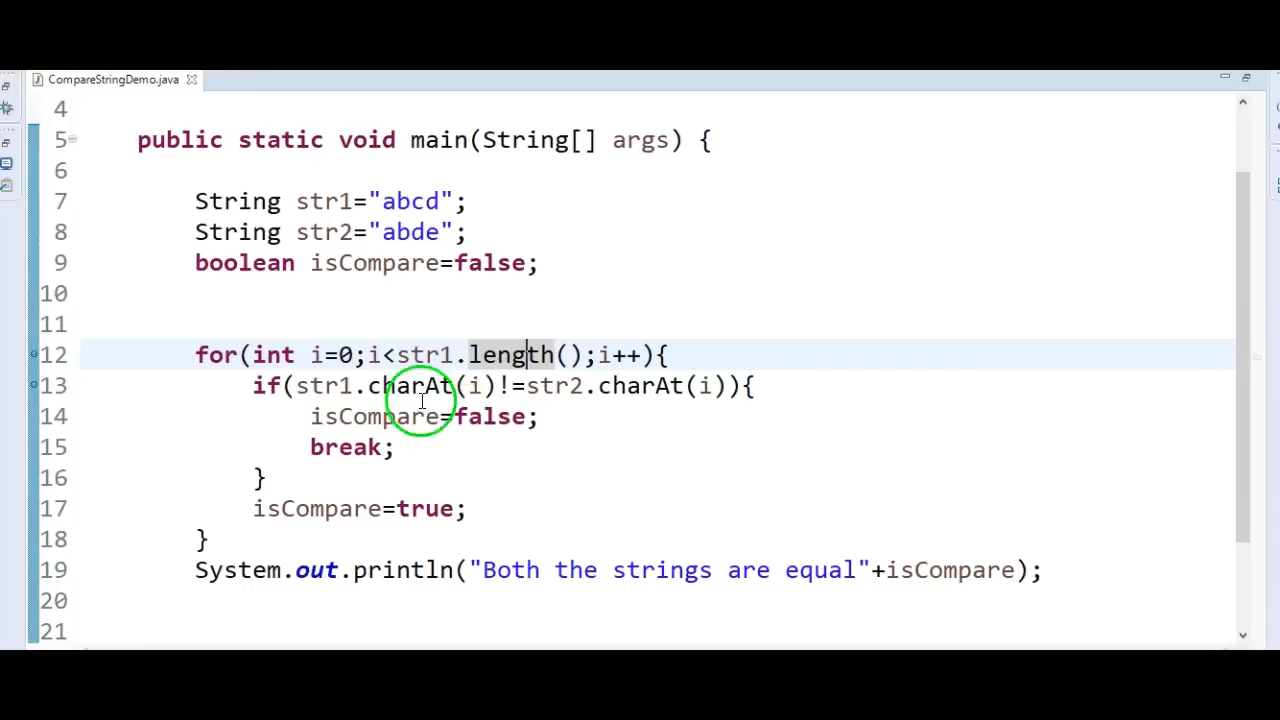 CompareStringDemo.java
4
5 public static void main(String[] args) {
6
7 String str1="abcd";
8 String str2="abde";
9 boolean isCompare=false;
10
11
12 for(int i=0;i<str1.length();i++){
13 if(str1.charAt(i)!=str2.charAt(i)){
14 isCompare=false;
15 break;
16 }
17 isCompare=true;
18 }
19 System.out.println("Both the strings are equal"+isCompare);
20
21